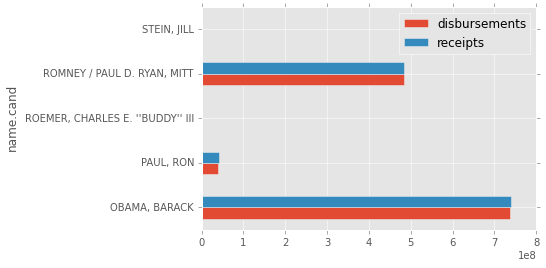 disbursements
receipts
name.cand
STEIN, JILL
ROMNEY / PAUL D. RYAN, MITT
ROEMER, CHARLES E. ''BUDDY'' III
PAUL, RON
OBAMA, BARACK
0 1 2 3 4 5 6 7 8
1e8